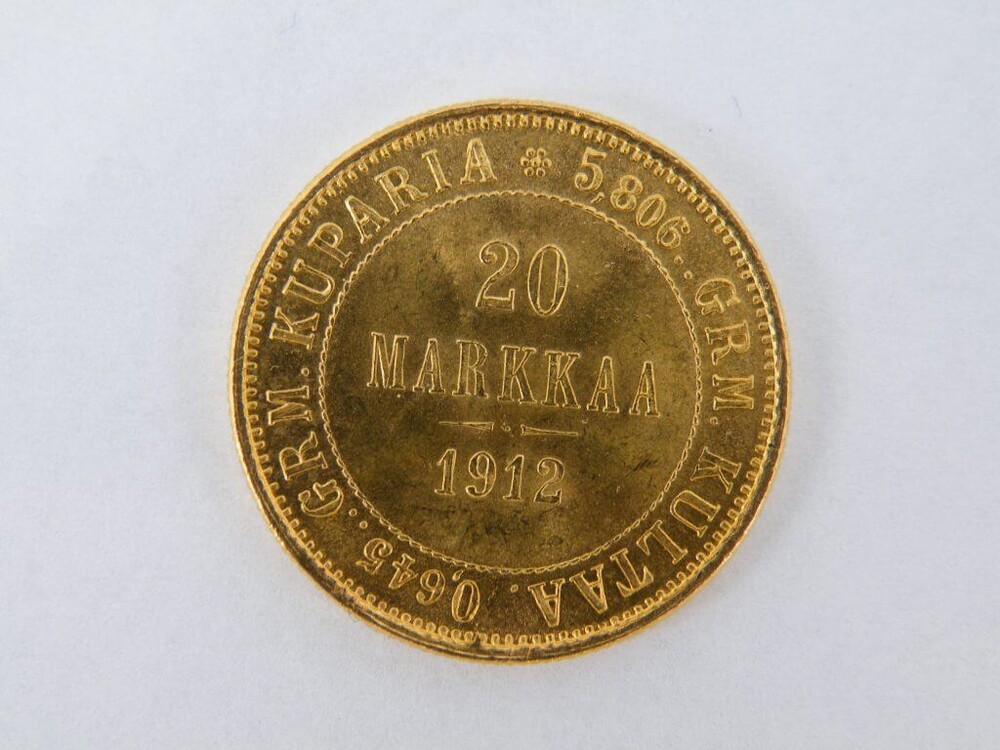 20
MARKKAA
1912
5,806.. GRM. KULTAA. 0,645.. GRM. KUPARIA